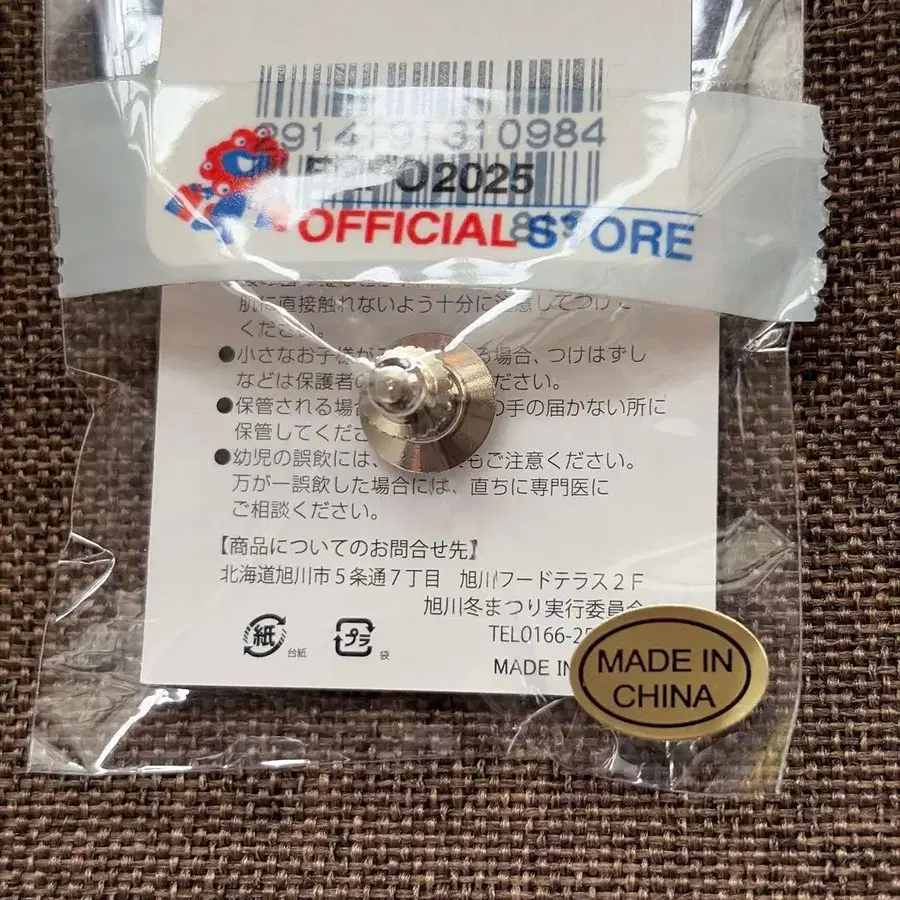 2914191310984
O2025
OFFICIAL STORE
肌に直接触れないよう十分に注意してつけて
ください。
●小さなお子様が る場合、つけはずし
などは保護者の ください。
●保管される場合 の手の届かない所に
保管してくださ
●幼児の誤飲には、 もご注意ください。
万が一誤飲した場合には、直ちに専門医に
ご相談ください。
【商品についてのお問合せ先】
北海道旭川市5条通7丁目 旭川フードテラス2F
旭川冬まつり実行委員会
TEL0166-25
紙 台紙 プラ 袋
MADE IN
MADE IN
CHINA